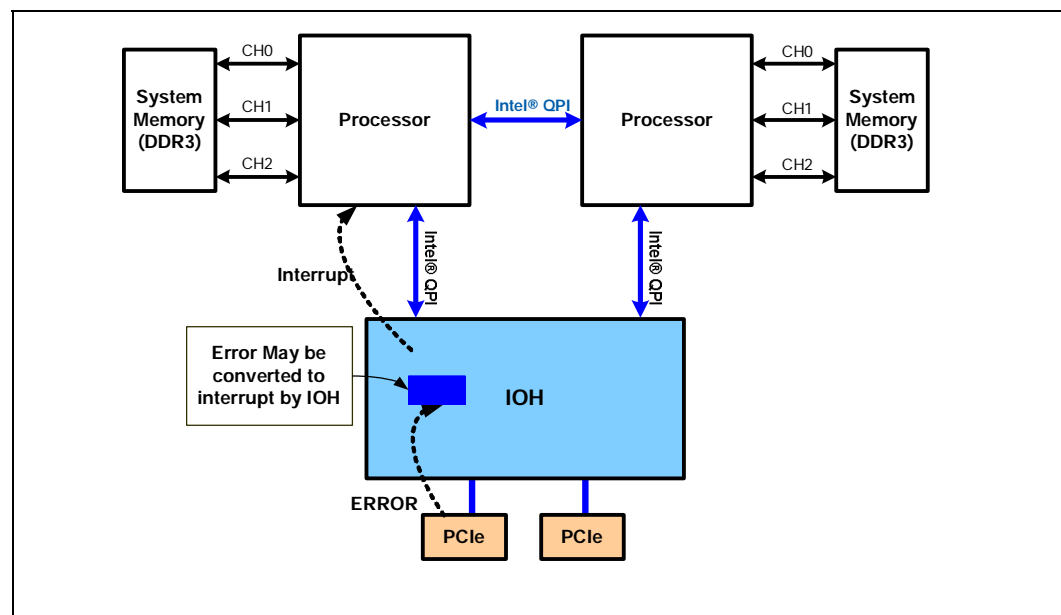 CH0
CH1
CH2
System
Memory
(DDR3)
Processor
Intel® QPI
Processor
CH0
CH1
CH2
System
Memory
(DDR3)
Interrupt
Intel® QPI
Intel® QPI
Error May be
converted to
interrupt by IOH
IOH
ERROR
PCIe
PCIe